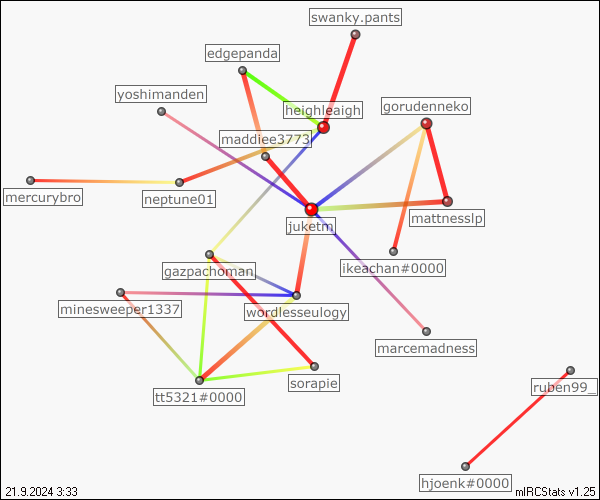 swanky.pants
edgepanda
yoshimanden
heighleaigh
gorudenneko
maddiee3773
mercurybro
neptune01
mattnesslp
juketm
gazpachoman
ikeachan#0000
minesweeper1337
wordlesseulogy
marcemadness
sorapie
ruben99_
tt5321#0000
hjoenk#0000
21.9.2024 3:33
mIRCStats v1.25